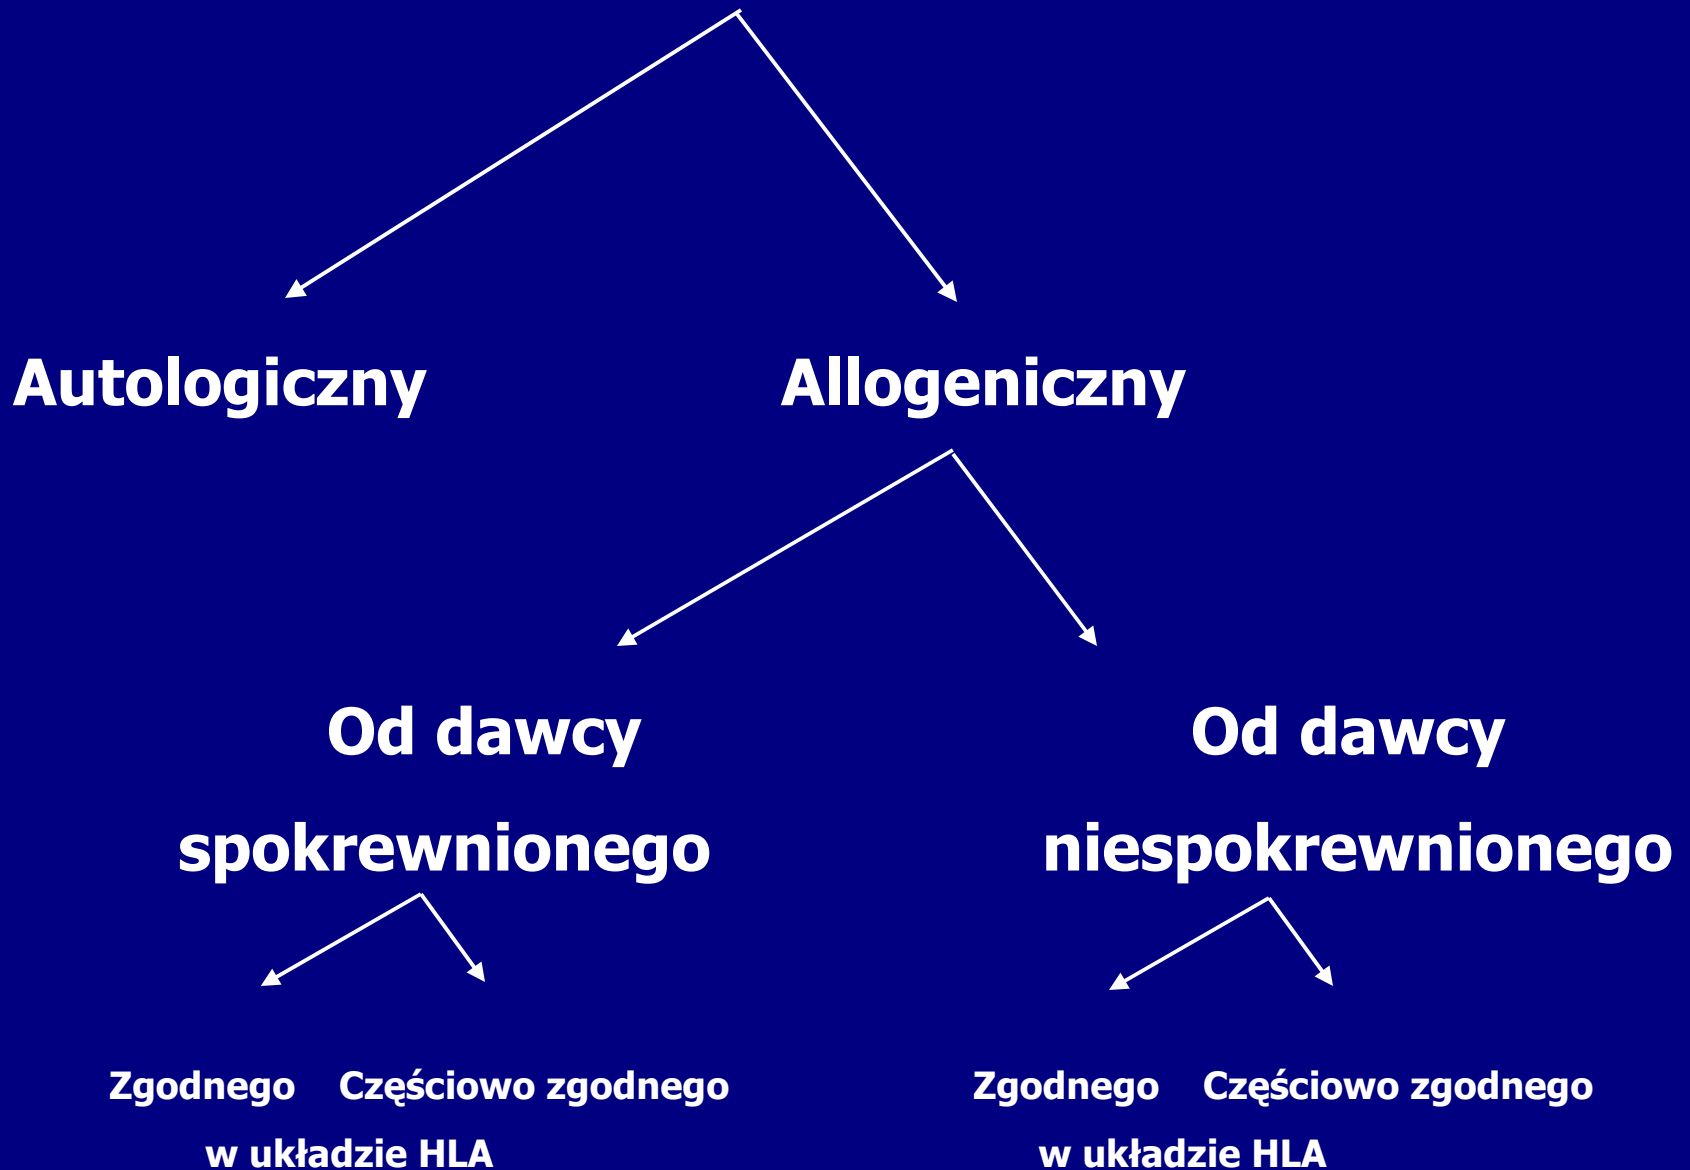 Autologiczny Allogeniczny
Od dawcy Od dawcy
spokrewnionego niespokrewnionego
Zgodnego Częściowo zgodnego Zgodnego Częściowo zgodnego
w układzie HLA w układzie HLA